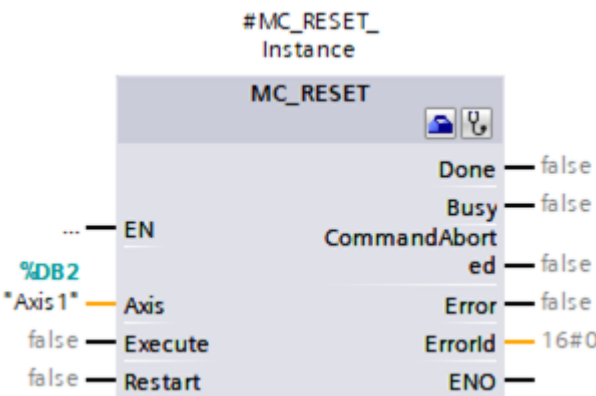 #MC_RESET_
Instance
MC_RESET
Done false
Busy false
... EN
CommandAbort
ed false
%DB2
"Axis1" Axis
Error false
false Execute
ErrorId 16#0
false Restart
ENO